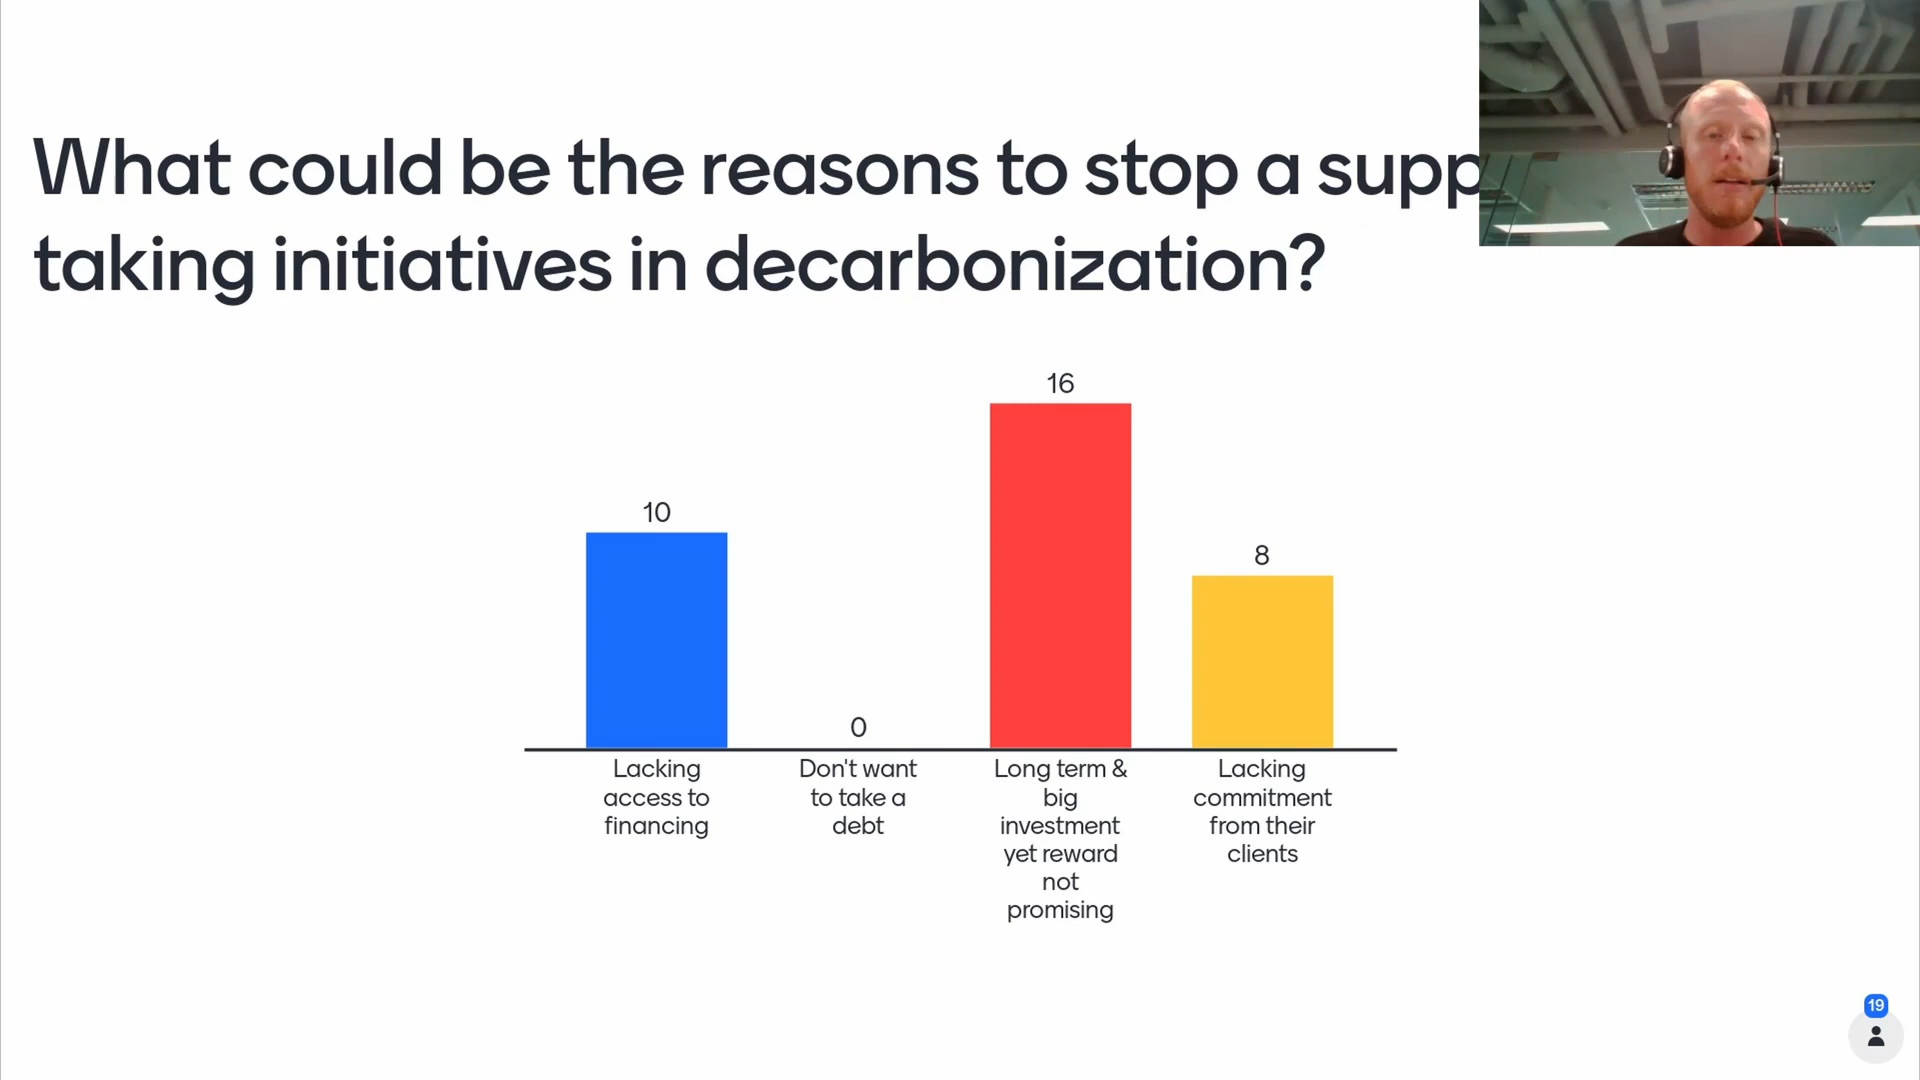 What could be the reasons to stop a supp
taking initiatives in decarbonization?
16
10
8
0
Lacking
access to
financing
Don't want
to take a
debt
Long term &
big
investment
yet reward
not
promising
Lacking
commitment
from their
clients
19